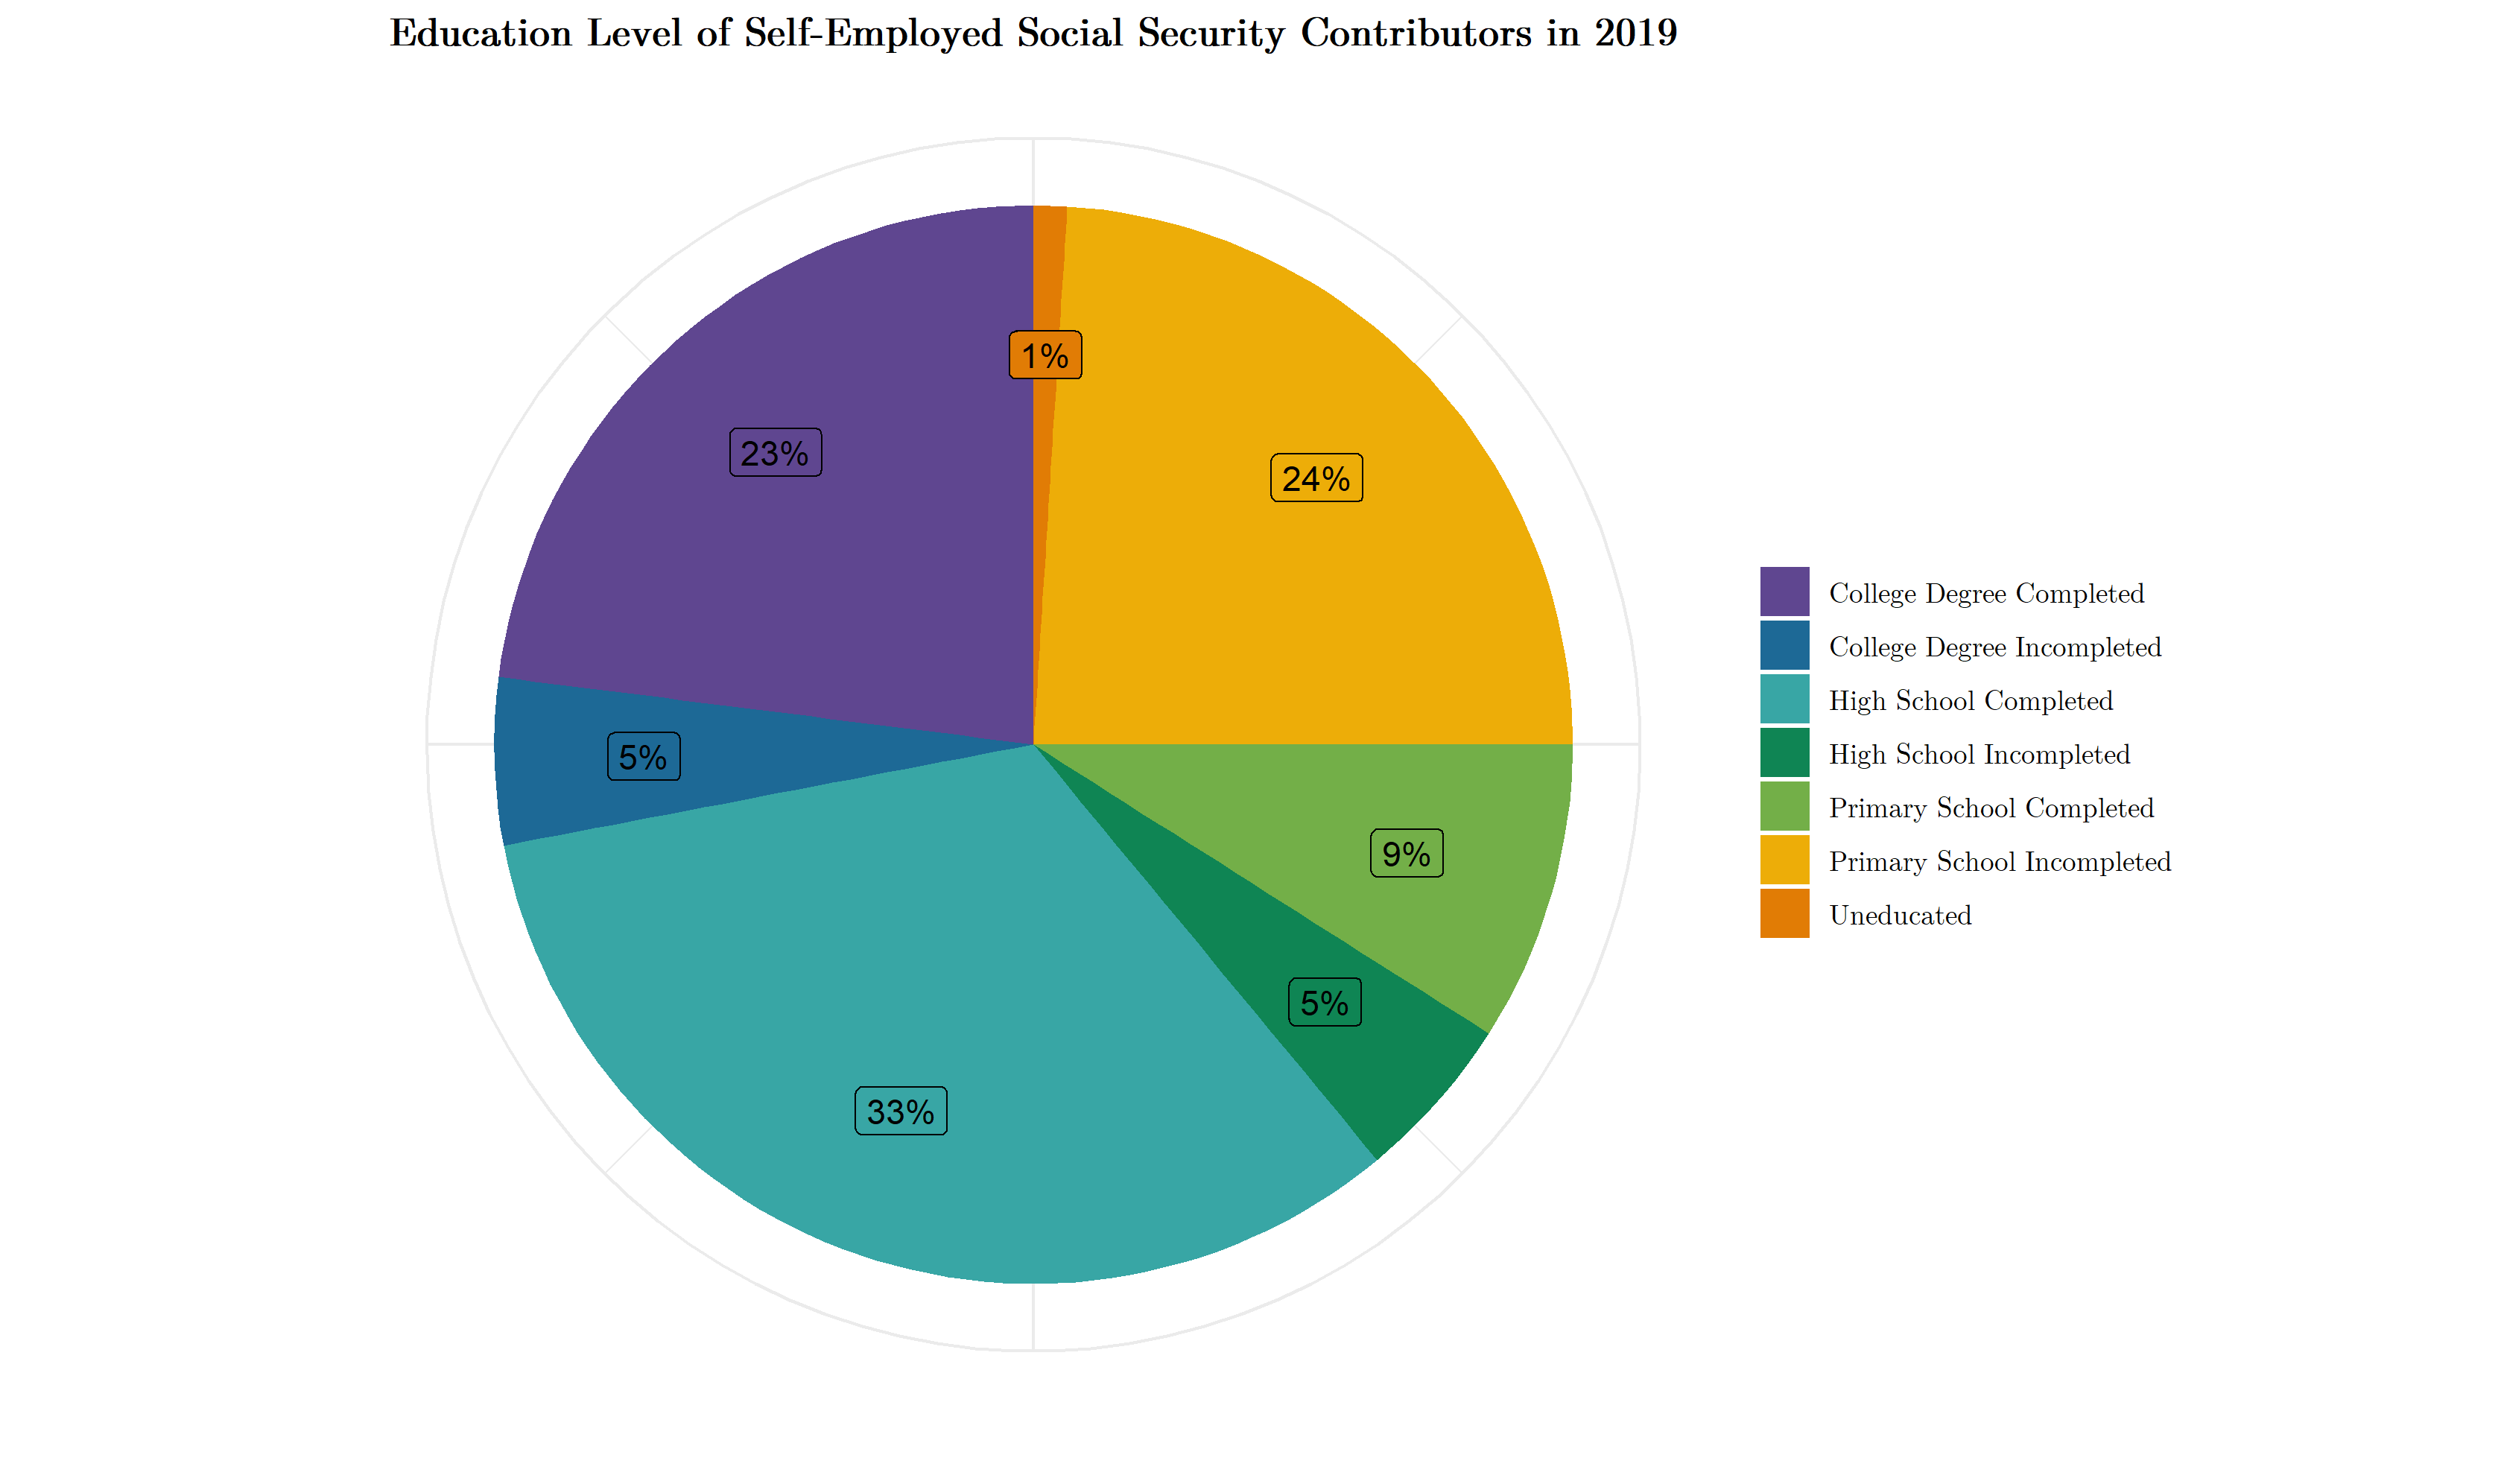 Education Level of Self-Employed Social Security Contributors in 2019
1%
23%
24%
5%
9%
5%
33%
College Degree Completed
College Degree Incompleted
High School Completed
High School Incompleted
Primary School Completed
Primary School Incompleted
Uneducated